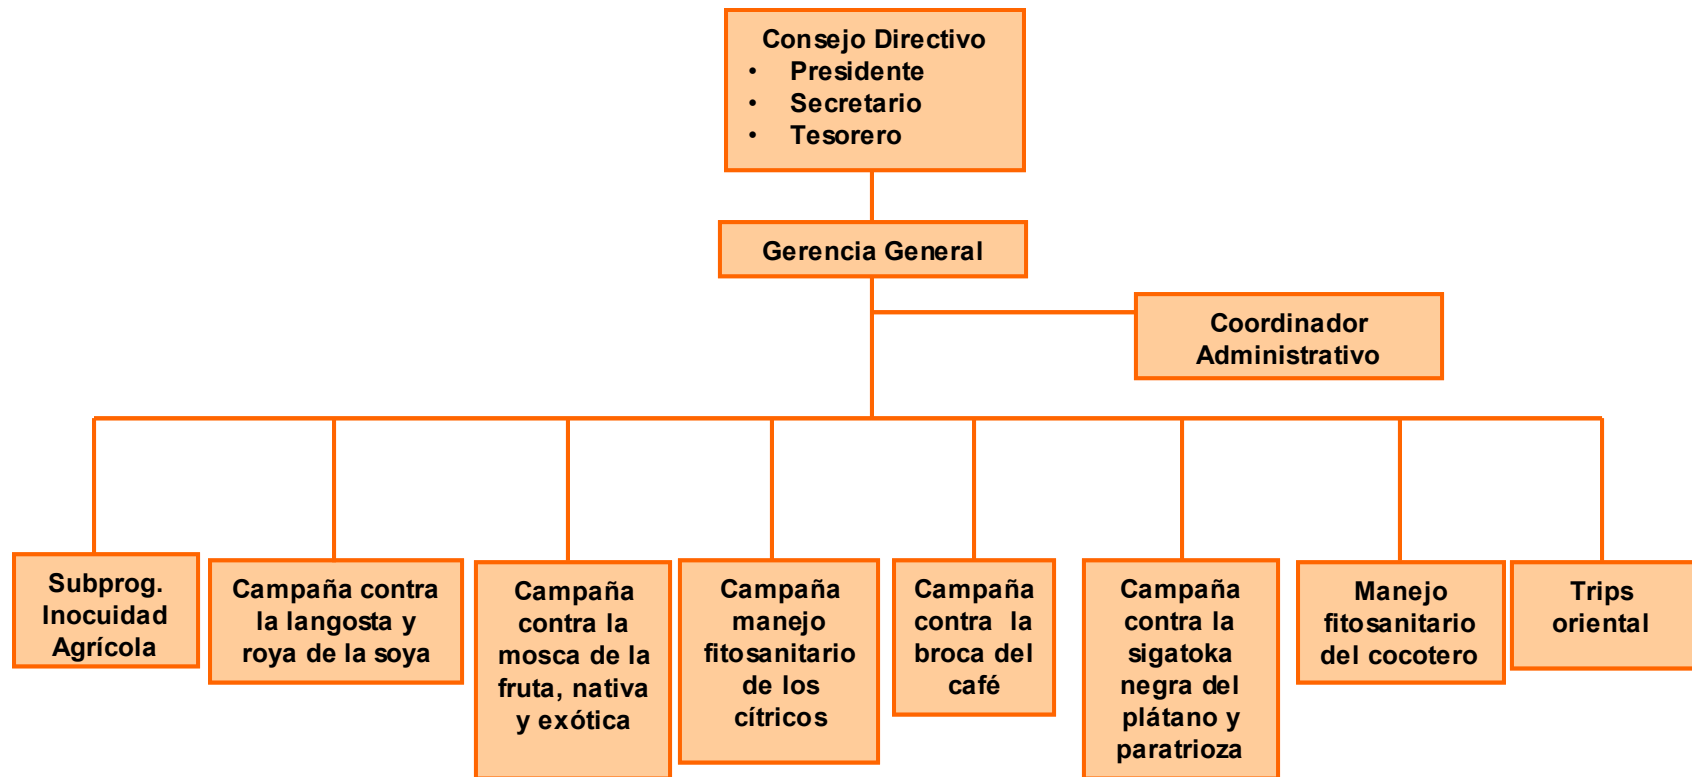 Consejo Directivo
• Presidente
• Secretario
• Tesorero
Gerencia General
Coordinador
Administrativo
Subprog.
Inocuidad
Agrícola
Campaña contra
la langosta y
roya de la soya
Campaña
contra la
mosca de la
fruta, nativa
y exótica
Campaña
manejo
fitosanitario
de los
cítricos
Campaña
contra la
broca del
café
Campaña
contra la
sigatoka
negra del
plátano y
paratrioza
Manejo
fitosanitario
del cocotero
Trips
oriental